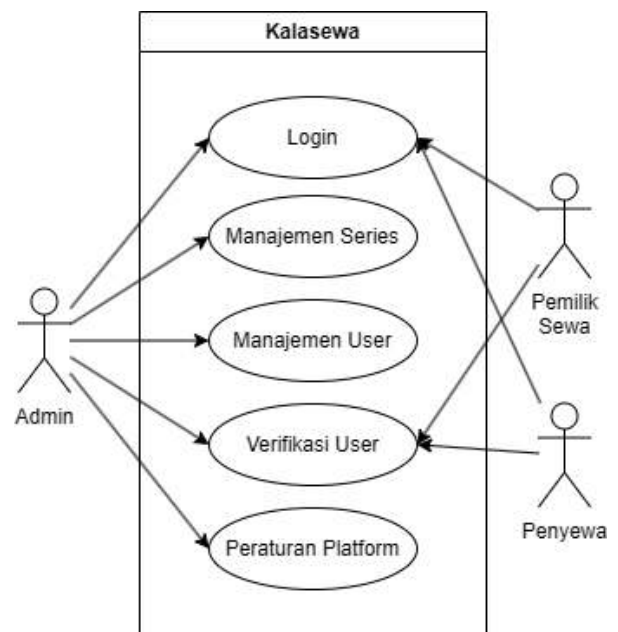 Kalasewa
Login
Manajemen Series
Manajemen User
Verifikasi User
Peraturan Platform
Admin
Pemilik
Sewa
Penyewa